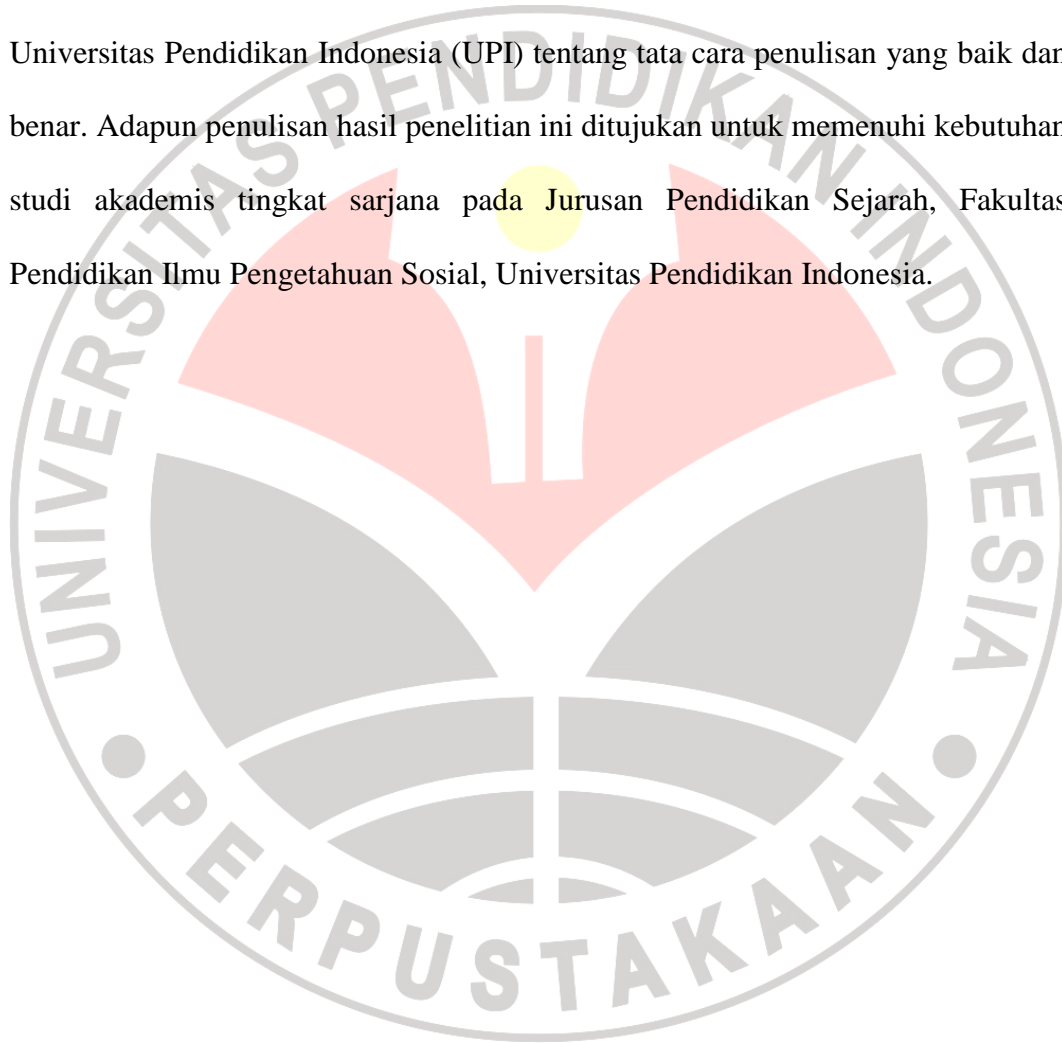 Universitas Pendidikan Indonesia (UPI) tentang tata cara penulisan yang baik dan
benar. Adapun penulisan hasil penelitian ini ditujukan untuk memenuhi kebutuhan
studi akademis tingkat sarjana pada Jurusan Pendidikan Sejarah, Fakultas
Pendidikan Ilmu Pengetahuan Sosial, Universitas Pendidikan Indonesia.
UNIVERSITAS PENDIDIKAN INDONESIA
PERPUSTAKAAN